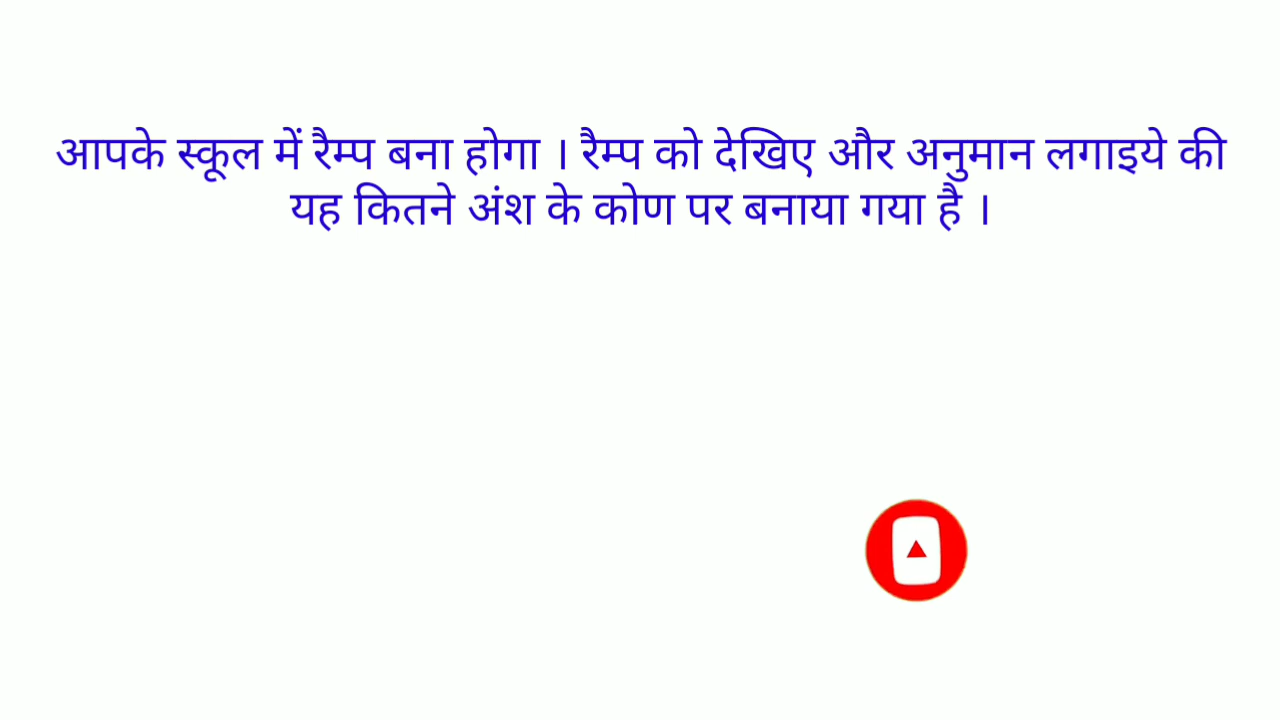 आपके स्कूल में रैम्प बना होगा । रैम्प को देखिए और अनुमान लगाइये की
यह कितने अंश के कोण पर बनाया गया है ।